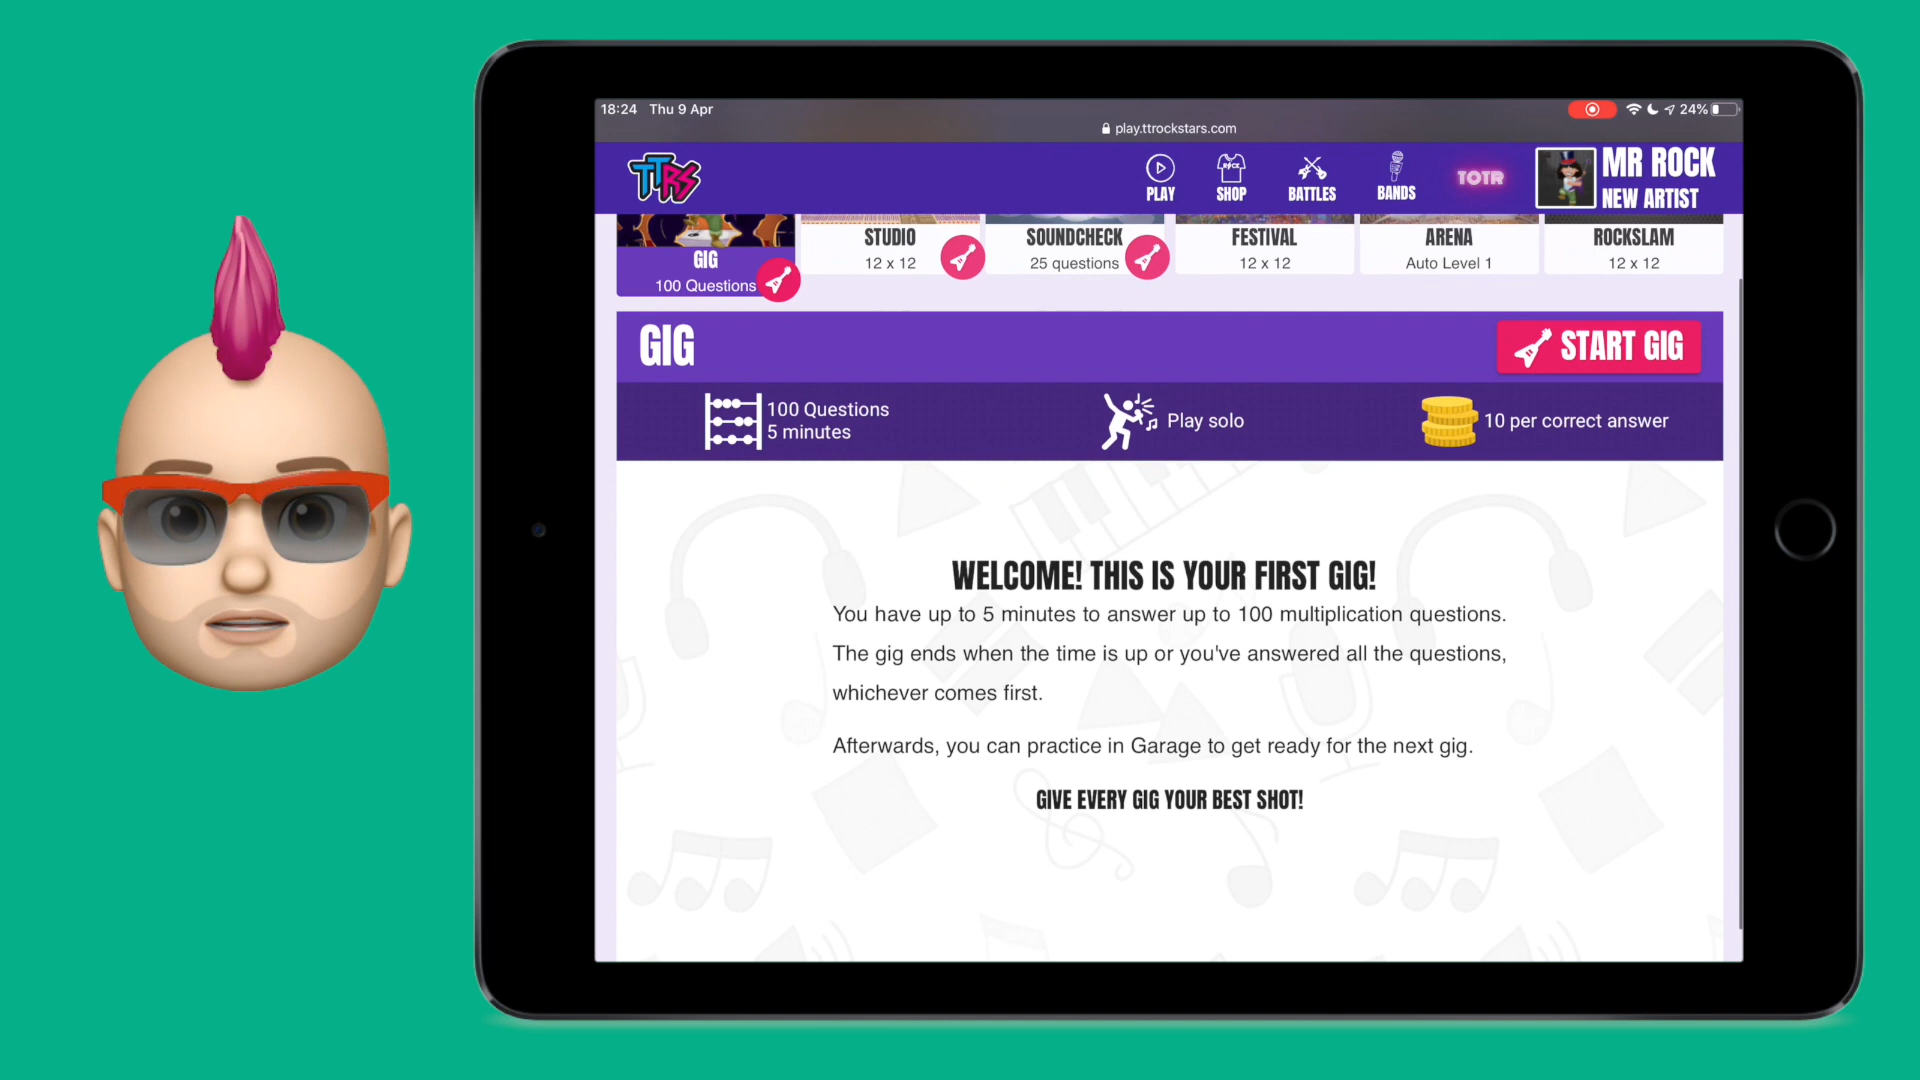 18:24 Thu 9 Apr
24%
play.ttrockstars.com
TTRS
PLAY
SHOP
BATTLES
BANDS
TOTR
MR ROCK
NEW ARTIST
GIG
100 Questions
STUDIO
12 x 12
SOUNDCHECK
25 questions
FESTIVAL
12 x 12
ARENA
Auto Level 1
ROCKSLAM
12 x 12
GIG
START GIG
100 Questions
5 minutes
Play solo
10 per correct answer
WELCOME! THIS IS YOUR FIRST GIG!
You have up to 5 minutes to answer up to 100 multiplication questions.
The gig ends when the time is up or you've answered all the questions,
whichever comes first.
Afterwards, you can practice in Garage to get ready for the next gig.
GIVE EVERY GIG YOUR BEST SHOT!